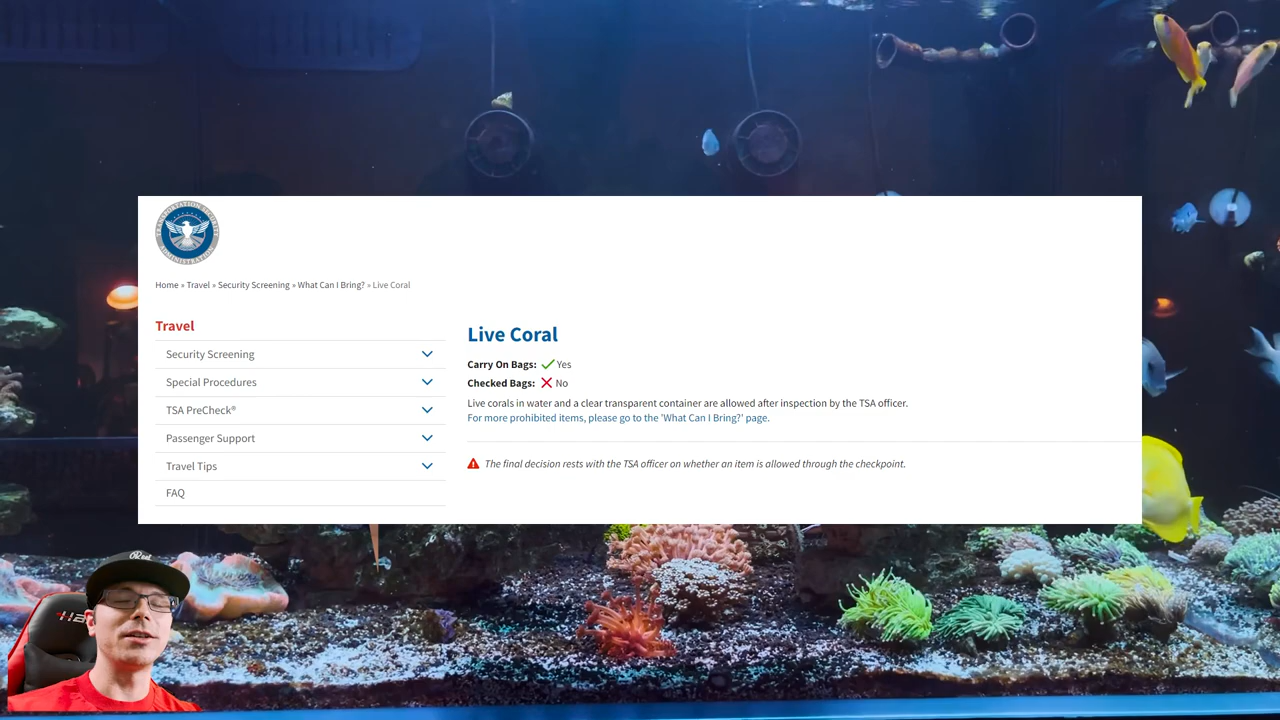 Home » Travel » Security Screening » What Can I Bring? » Live Coral
Travel
Security Screening
Special Procedures
TSA PreCheck®
Passenger Support
Travel Tips
FAQ
Live Coral
Carry On Bags: Yes
Checked Bags: No
Live corals in water and a clear transparent container are allowed after inspection by the TSA officer.
For more prohibited items, please go to the 'What Can I Bring?' page.
The final decision rests with the TSA officer on whether an item is allowed through the checkpoint.